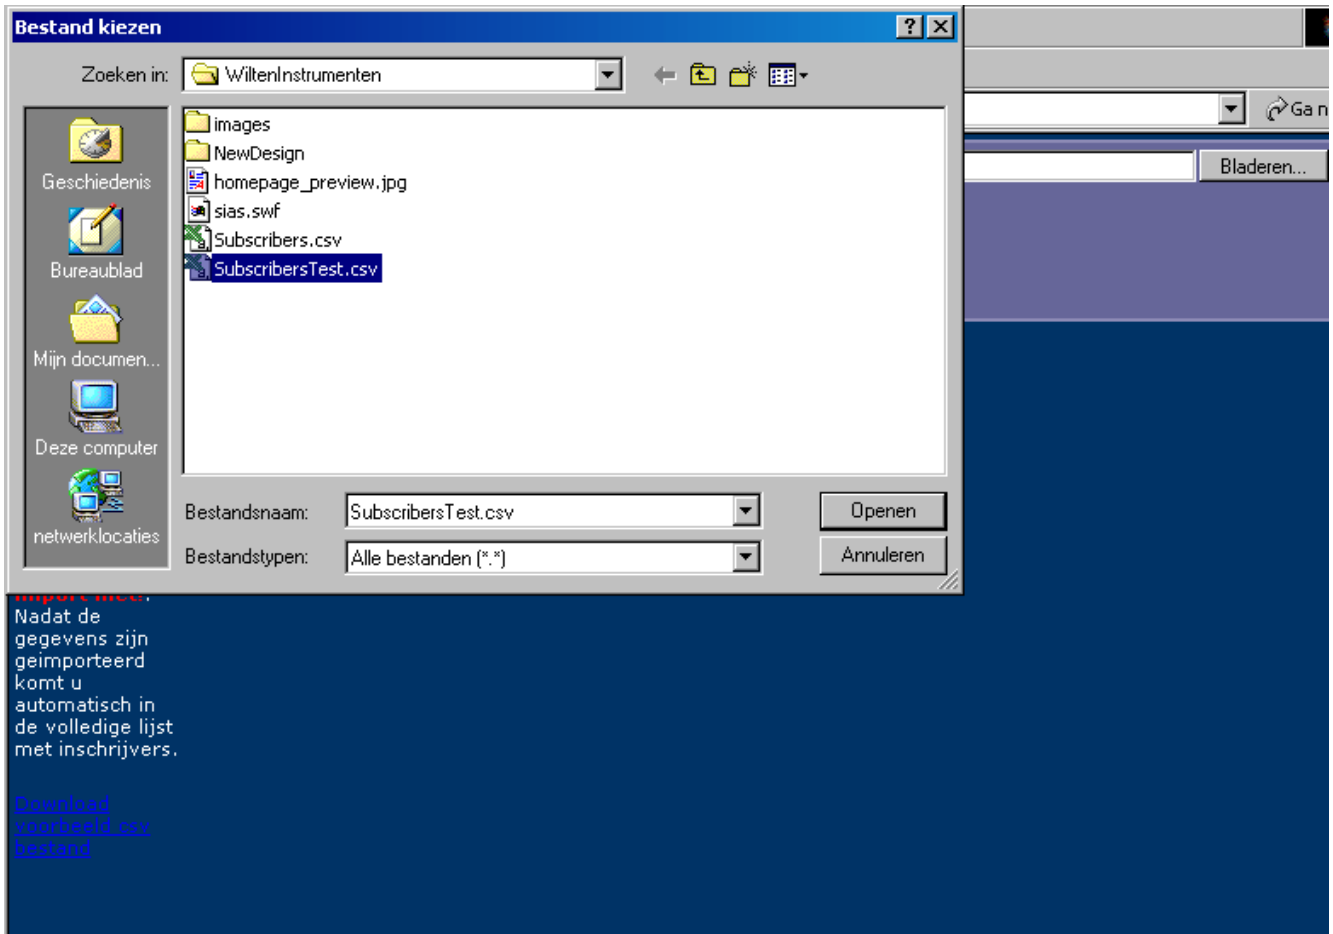 Bestand kiezen
Zoeken in: WiltenInstrumenten
Geschiedenis
Bureaublad
Mijn documen...
Deze computer
netwerklocaties
images
NewDesign
homepage_preview.jpg
sias.swf
Subscribers.csv
SubscribersTest.csv
Bestandsnaam: SubscribersTest.csv
Openen
Bestandstypen: Alle bestanden (*.*)
Annuleren
Ga n
Bladeren...
Nadat de
gegevens zijn
geimporteerd
komt u
automatisch in
de volledige lijst
met inschrijvers.
Download
voorbeeld csv
bestand